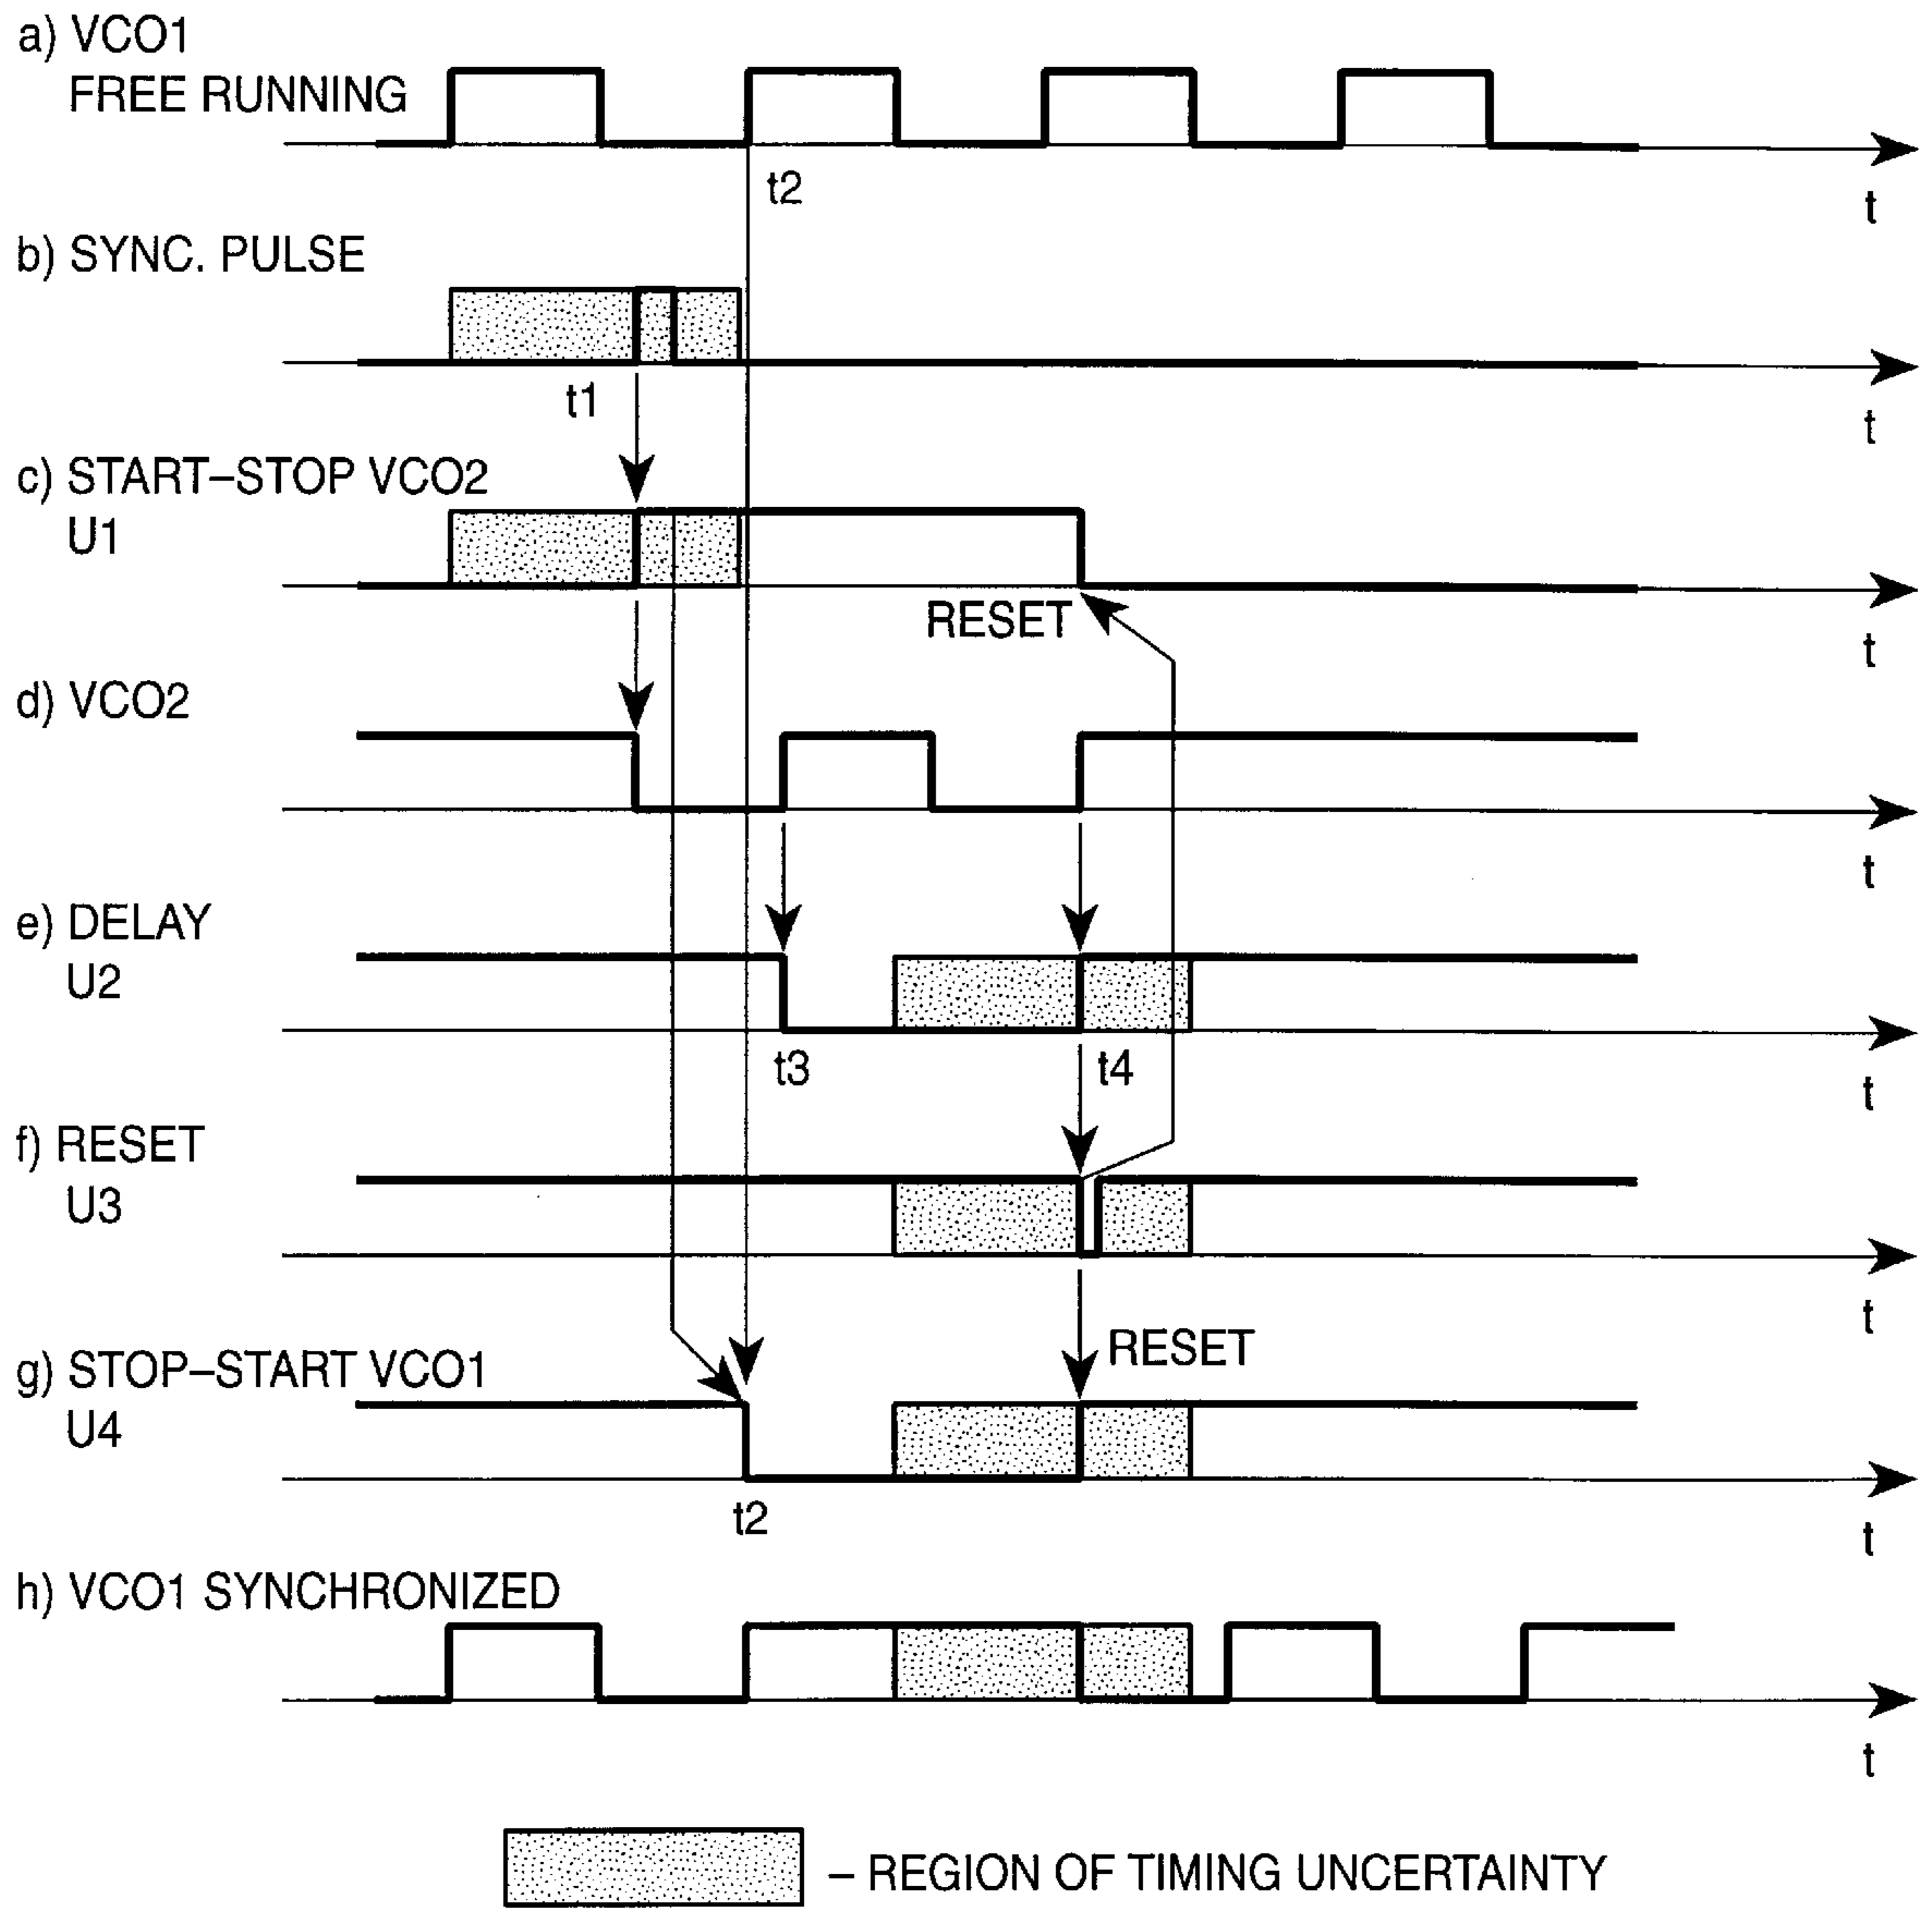 a) VCO1
FREE RUNNING
t2
t
b) SYNC. PULSE
t1
t
c) START–STOP VCO2
U1
RESET
t
d) VCO2
t
e) DELAY
U2
t3
t4
t
f) RESET
U3
t
RESET
g) STOP–START VCO1
U4
t2
t
h) VCO1 SYNCHRONIZED
t
– REGION OF TIMING UNCERTAINTY